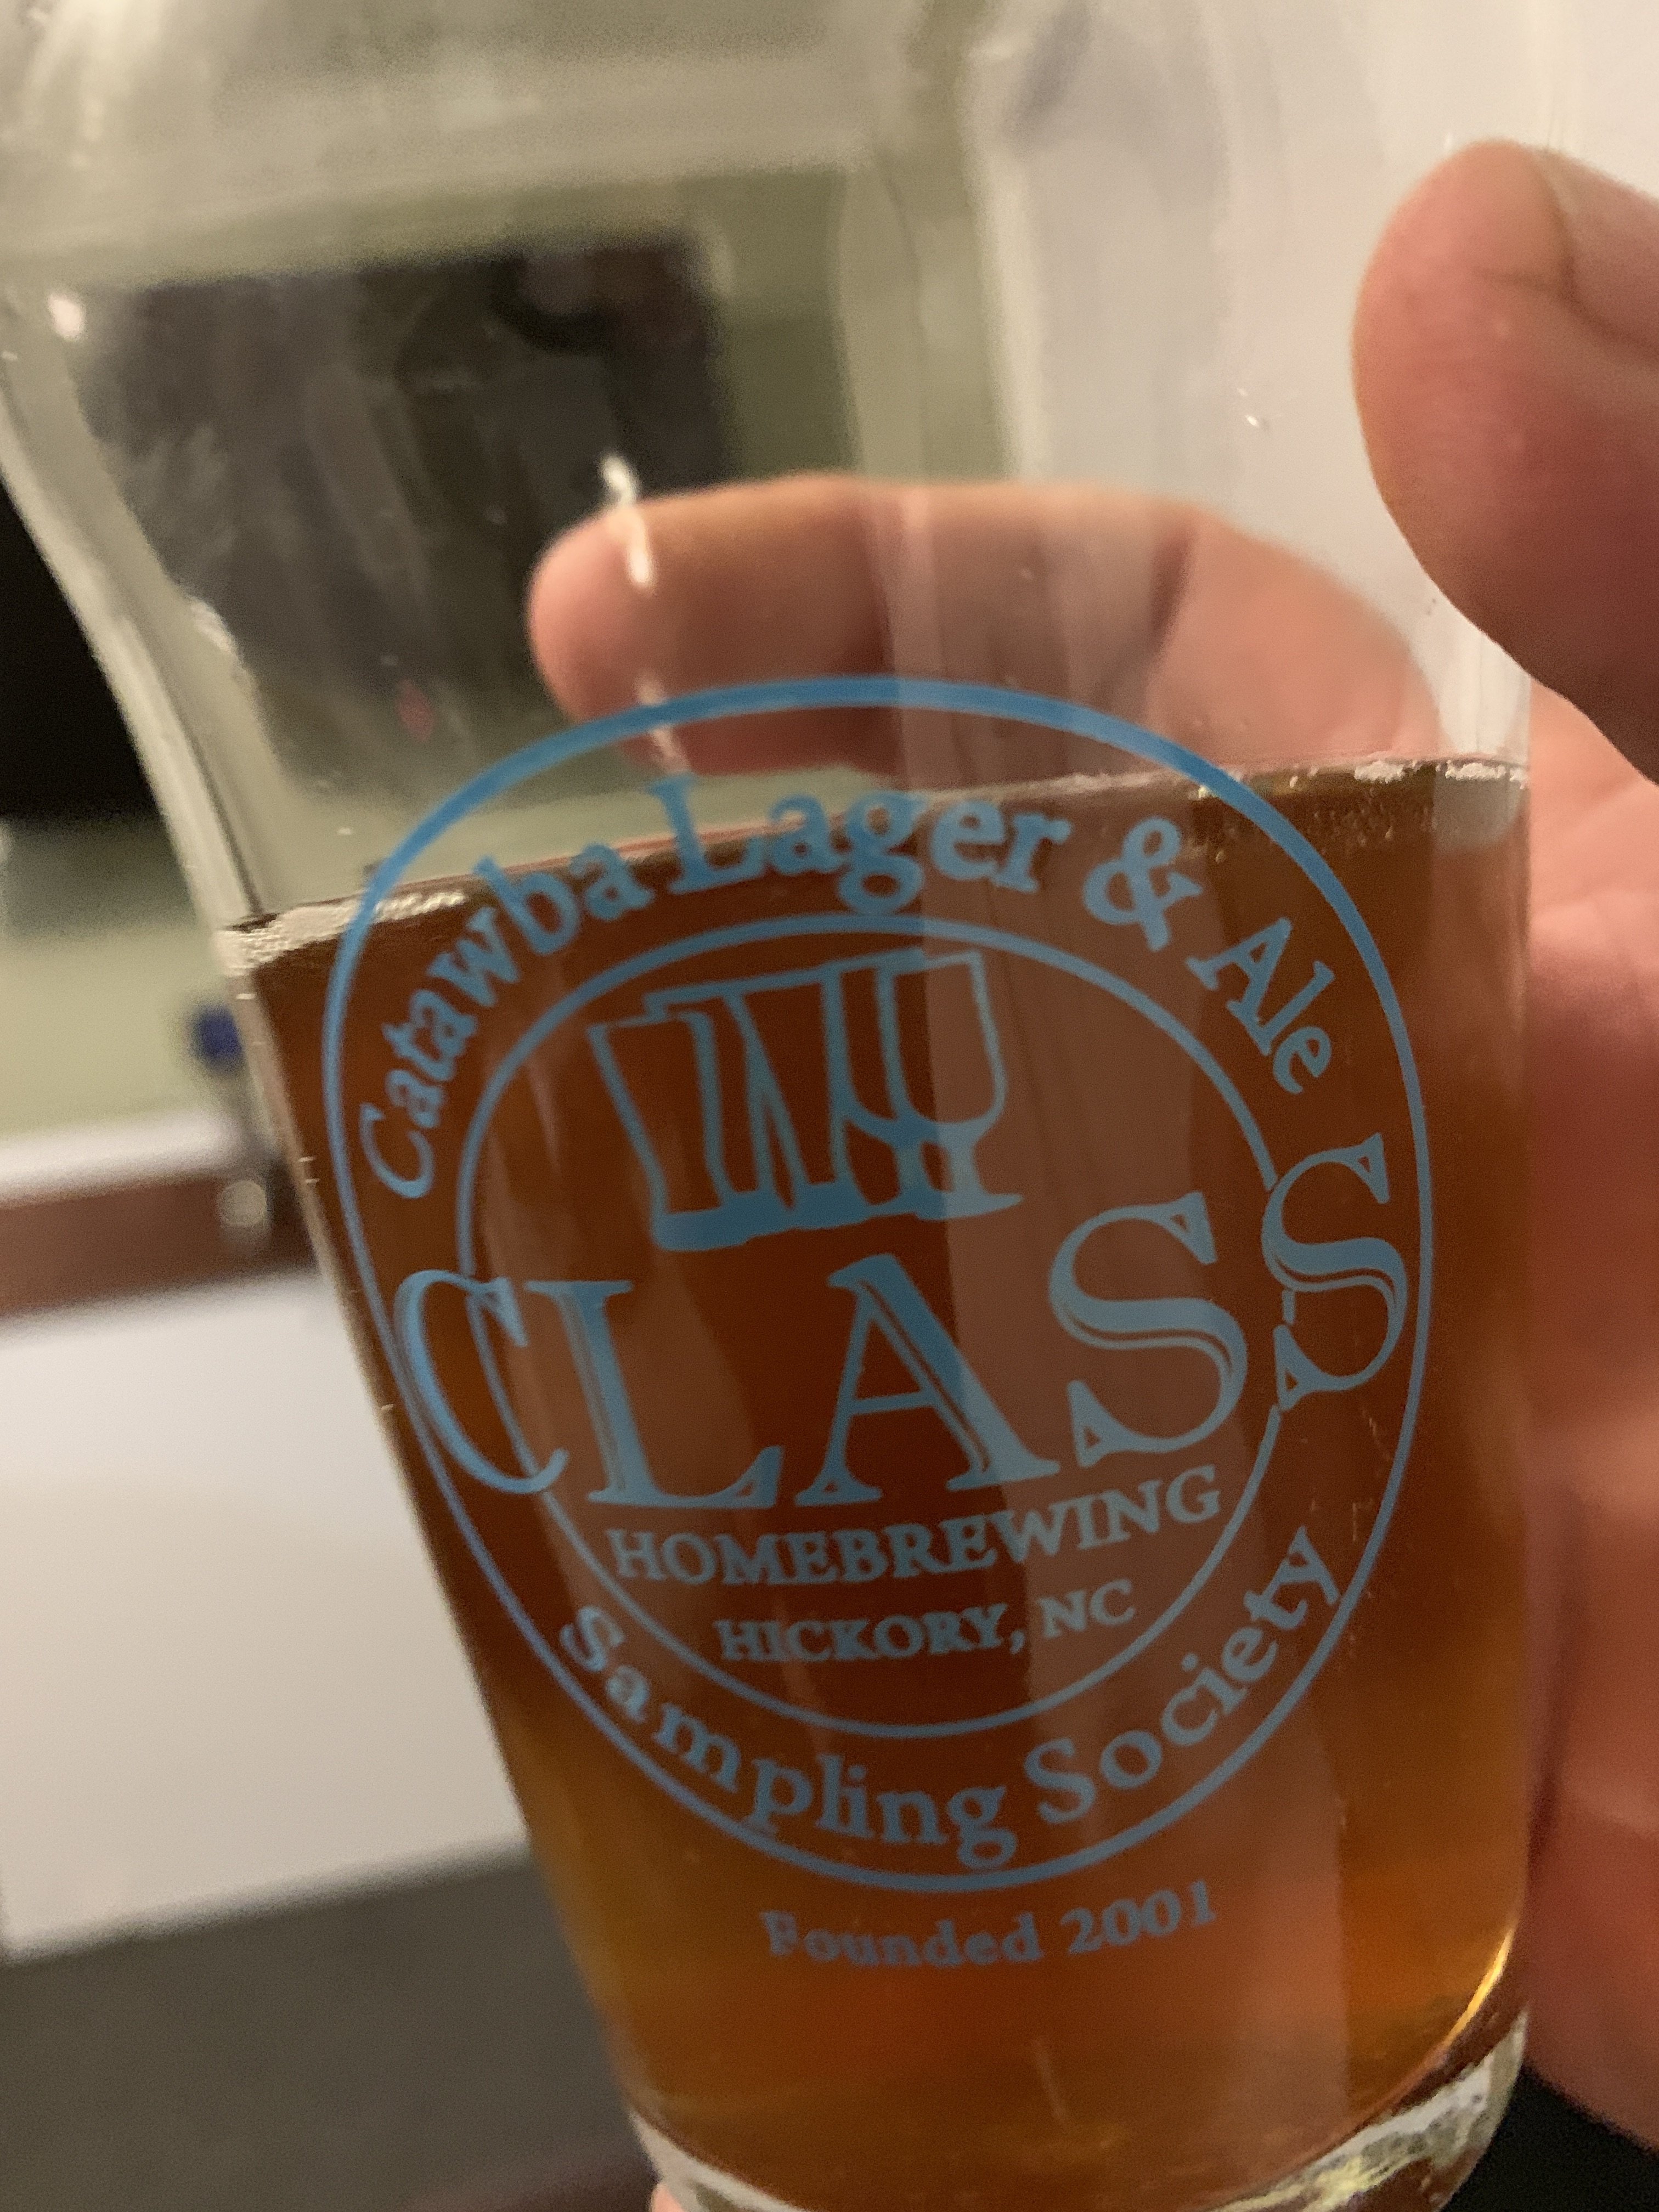 Catawba Lager & Ale
CLASS
HOMEBREWING
HICKORY, NC
Sampling Society
Founded 2001